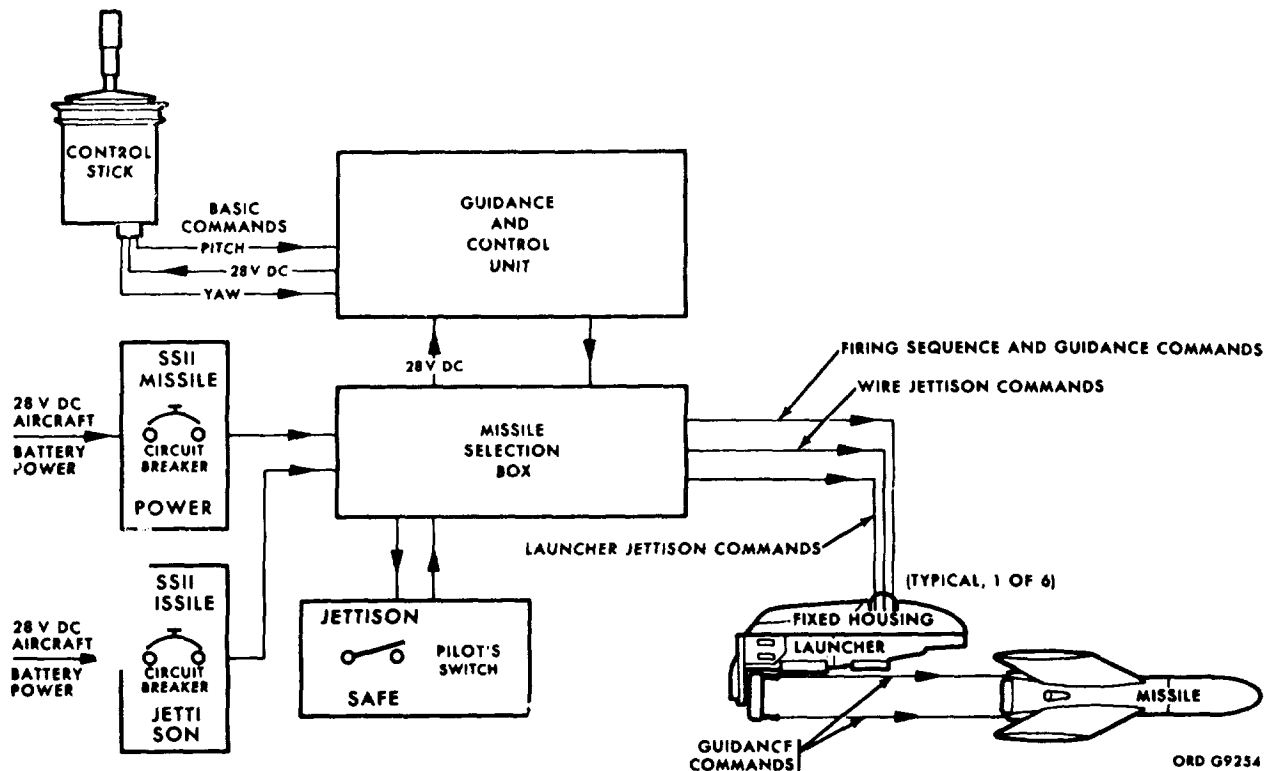 CONTROL
STICK
BASIC
COMMANDS
PITCH
28V DC
YAW
GUIDANCE
AND
CONTROL
UNIT
28V DC
SSII
MISSILE
CIRCUIT
BREAKER
POWER
28 V DC
AIRCRAFT
BATTERY
POWER
MISSILE
SELECTION
BOX
FIRING SEQUENCE AND GUIDANCE COMMANDS
WIRE JETTISON COMMANDS
LAUNCHER JETTISON COMMANDS
SSII
ISSILE
CIRCUIT
BREAKER
JETTI
SON
28 V DC
AIRCRAFT
BATTERY
POWER
JETTISON
PILOT'S
SWITCH
SAFE
(TYPICAL, 1 OF 6)
FIXED HOUSING
LAUNCHER
MISSILE
GUIDANCE
COMMANDS
ORD G9254